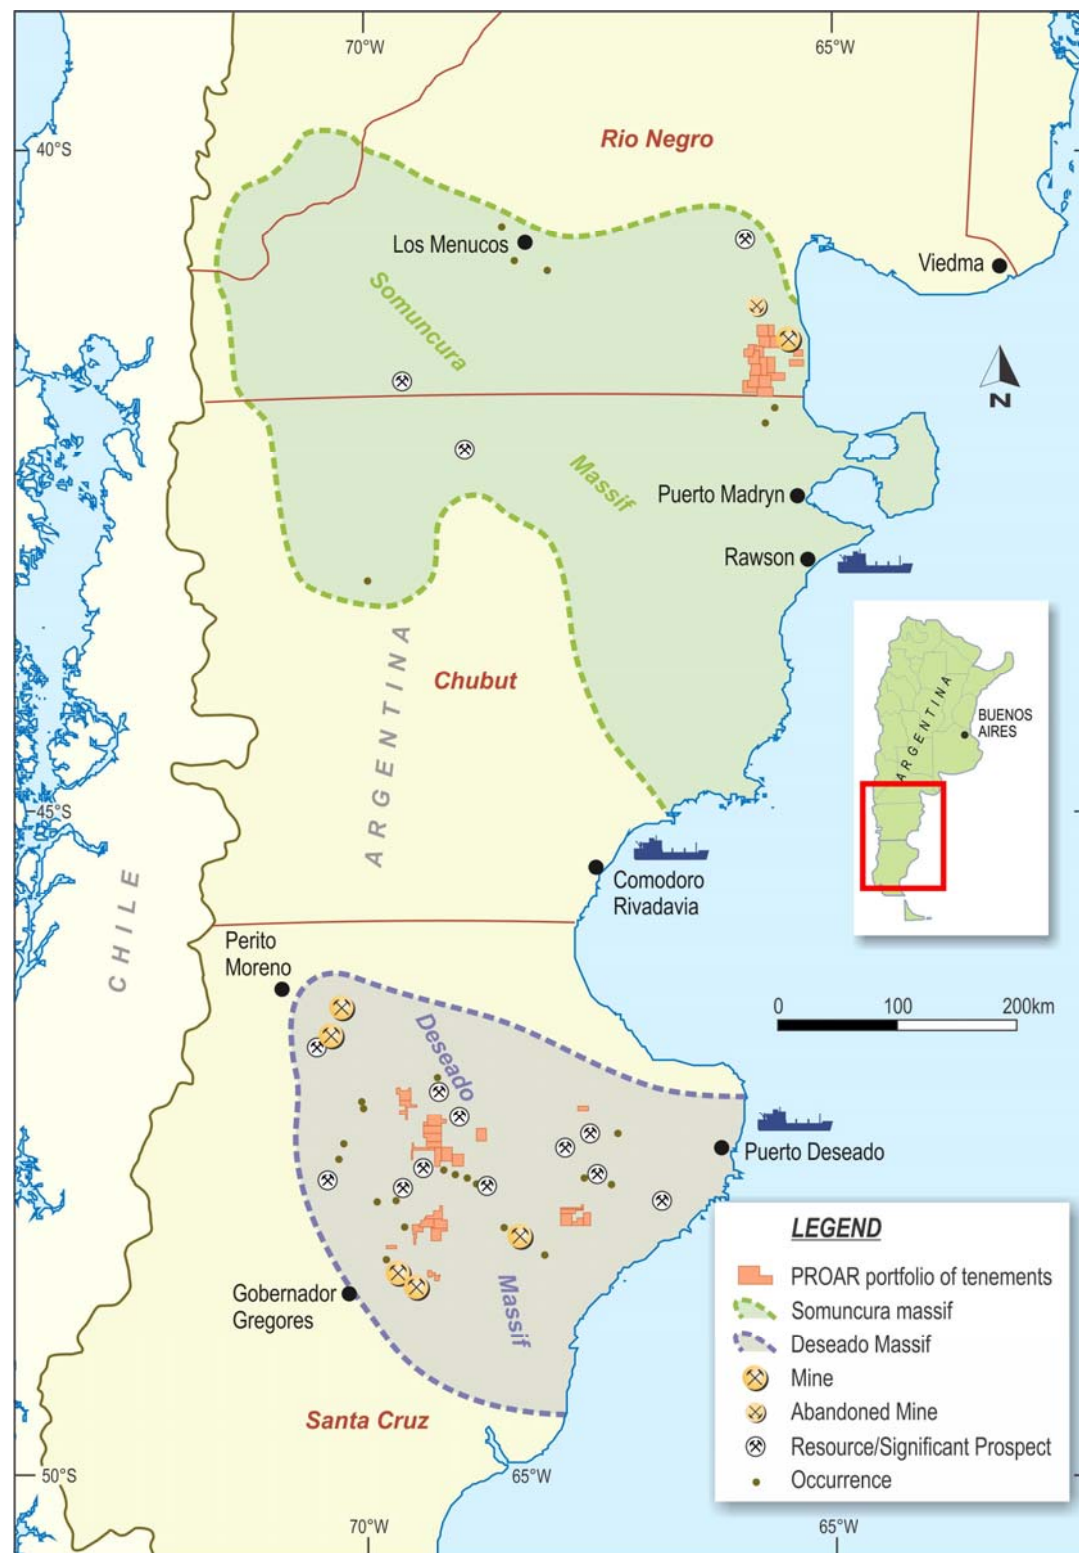 70°W
65°W
40°S
Rio Negro
Los Menucos
Viedma
Somuncura
Massif
N
Puerto Madryn
Rawson
ARGENTINA
Chubut
ARGENTINA
BUENOS
AIRES
45°S
CHILE
Comodoro
Rivadavia
Perito
Moreno
0
100
200km
Deseado
Massif
Puerto Deseado
Gobernador
Gregores
Santa Cruz
LEGEND
PROAR portfolio of tenements
Somuncura massif
Deseado Massif
Mine
Abandoned Mine
Resource/Significant Prospect
Occurrence
50°S
65°W
70°W
65°W